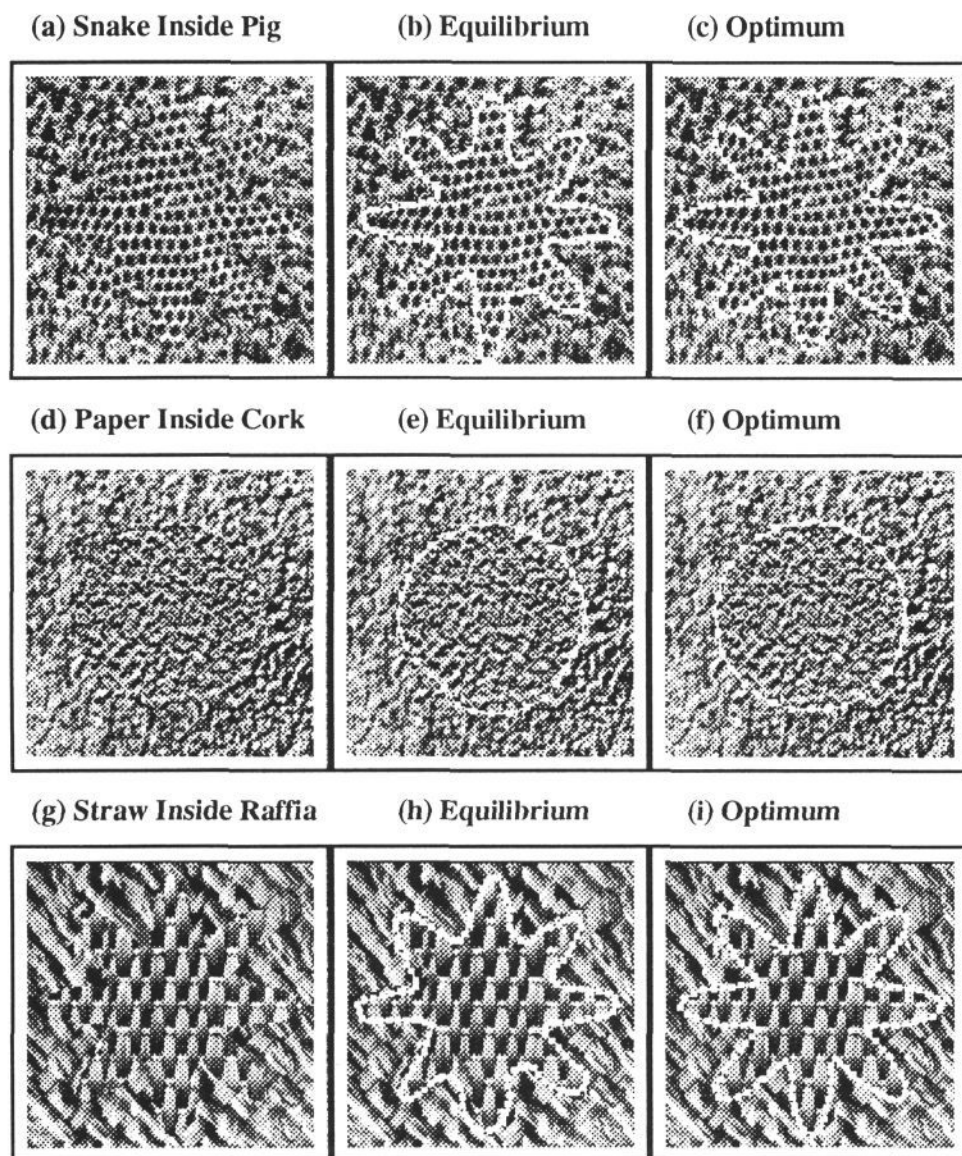 (a) Snake Inside Pig (b) Equilibrium (c) Optimum
(d) Paper Inside Cork (e) Equilibrium (f) Optimum
(g) Straw Inside Raffia (h) Equilibrium (i) Optimum